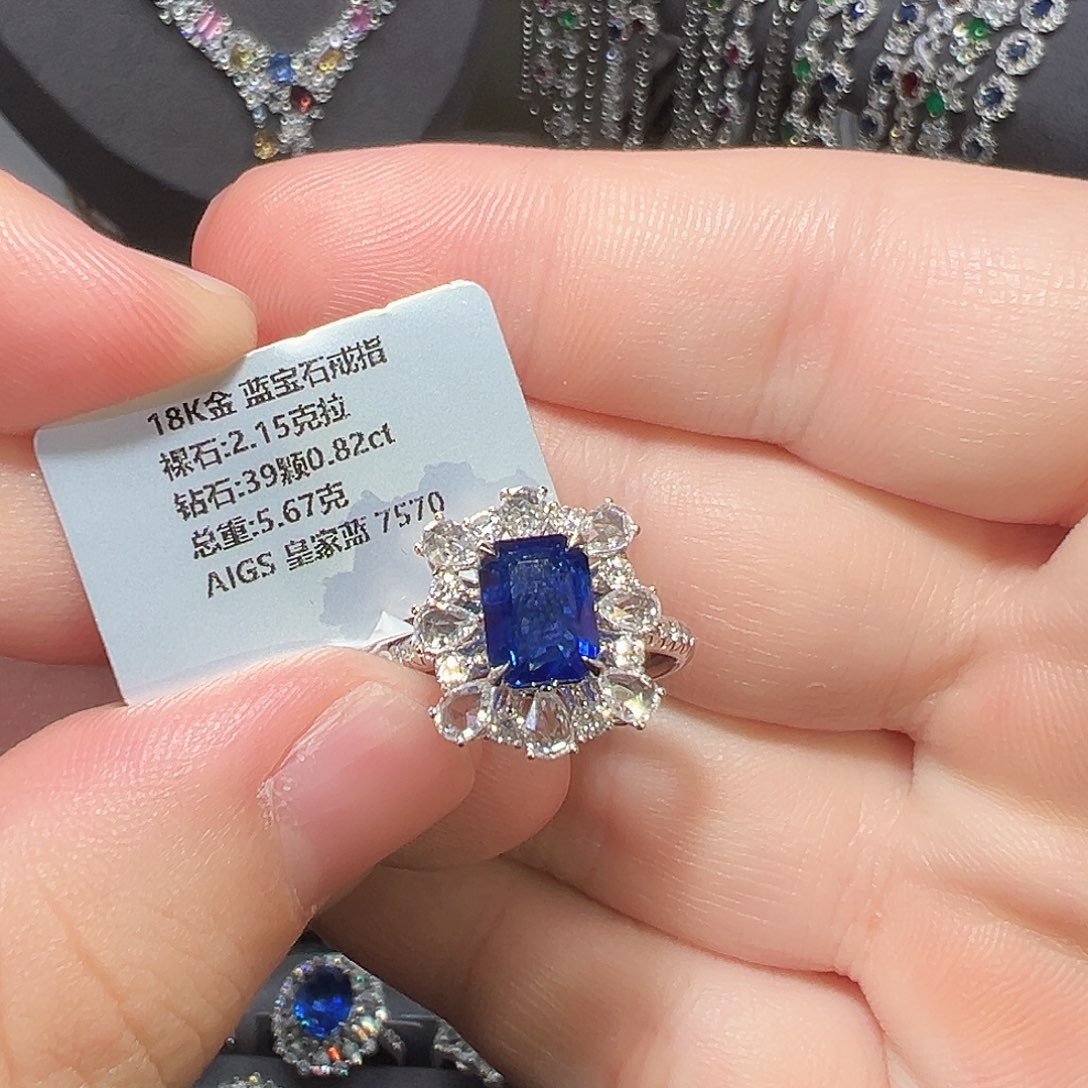 18K金 蓝宝石戒指
裸石:2.15克拉
钻石:39颗0.82ct
总重:5.67克
AIGS 皇家蓝 7570